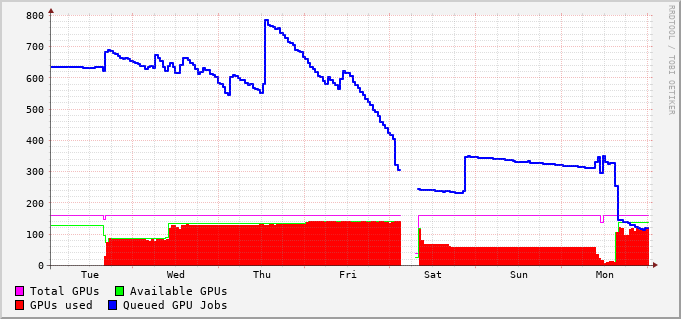 800
700
600
500
400
300
200
100
0
Tue Wed Thu Fri Sat Sun Mon
Total GPUs Available GPUs
GPUs used Queued GPU Jobs
RRDTOOL / TOBI OETIKER